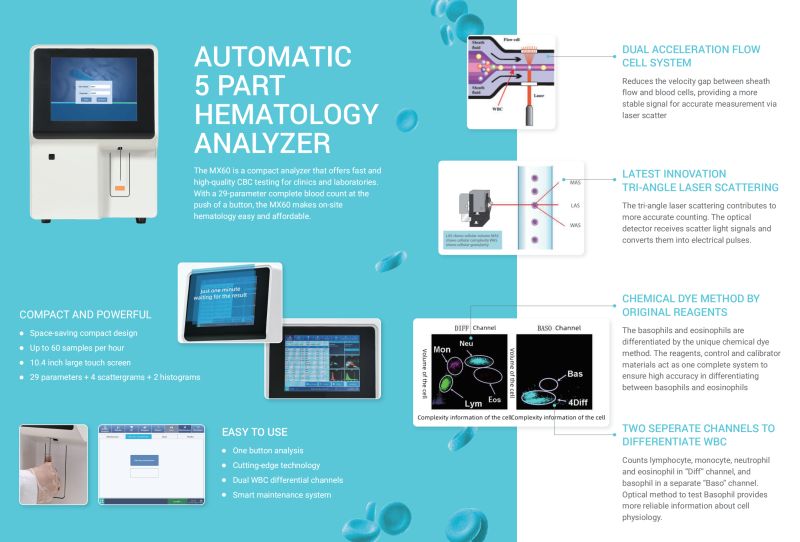 AUTOMATIC
5 PART
HEMATOLOGY
ANALYZER
The MX60 is a compact analyzer that offers fast and
high-quality CBC testing for clinics and laboratories.
With a 29-parameter complete blood count at the
push of a button, the MX60 makes on-site
hematology easy and affordable.
Just one minute
waiting for the result
COMPACT AND POWERFUL
Space-saving compact design
Up to 60 samples per hour
10.4 inch large touch screen
29 parameters + 4 scattergrams + 2 histograms
EASY TO USE
One button analysis
Cutting-edge technology
Dual WBC differential channels
Smart maintenance system
Sheath
fluid
Flow cell
Sheath
fluid
WBC
Laser
DUAL ACCELERATION FLOW
CELL SYSTEM
Reduces the velocity gap between sheath
flow and blood cells, providing a more
stable signal for accurate measurement via
laser scatter
MAS
LAS
WAS
LATEST INNOVATION
TRI-ANGLE LASER SCATTERING
The tri-angle laser scattering contributes to
more accurate counting. The optical
detector receives scatter light signals and
converts them into electrical pulses.
DIFF Channel
Volume of the cell
Mon
Neu
Lym
Eos
Complexity information of the cell
BASO Channel
Volume of the cell
Bas
4Diff
Complexity information of the cell
CHEMICAL DYE METHOD BY
ORIGINAL REAGENTS
The basophils and eosinophils are
differentiated by the unique chemical dye
method. The reagents, control and calibrator
materials act as one complete system to
ensure high accuracy in differentiating
between basophils and eosinophils
TWO SEPERATE CHANNELS TO
DIFFERENTIATE WBC
Counts lymphocyte, monocyte, neutrophil
and eosinophil in "Diff" channel, and
basophil in a separate "Baso" channel.
Optical method to test Basophil provides
more reliable information about cell
physiology.